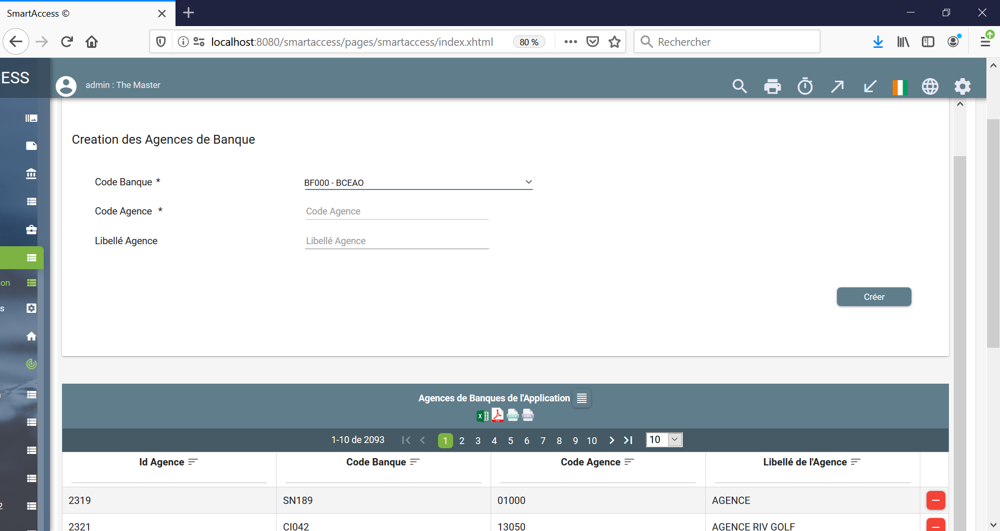 SmartAccess ©
localhost:8080/smartaccess/pages/smartaccess/index.xhtml
80 %
Rechercher
ESS
admin : The Master
on
s
2
Creation des Agences de Banque
Code Banque *
BF000 - BCEAO
Code Agence *
Code Agence
Libellé Agence
Libellé Agence
Créer
Agences de Banques de l'Application
1-10 de 2093
1 2 3 4 5 6 7 8 9 10
10
Id Agence Code Banque Code Agence Libellé de l'Agence
2319 SN189 01000 AGENCE
2321 CI042 13050 AGENCE RIV GOLF